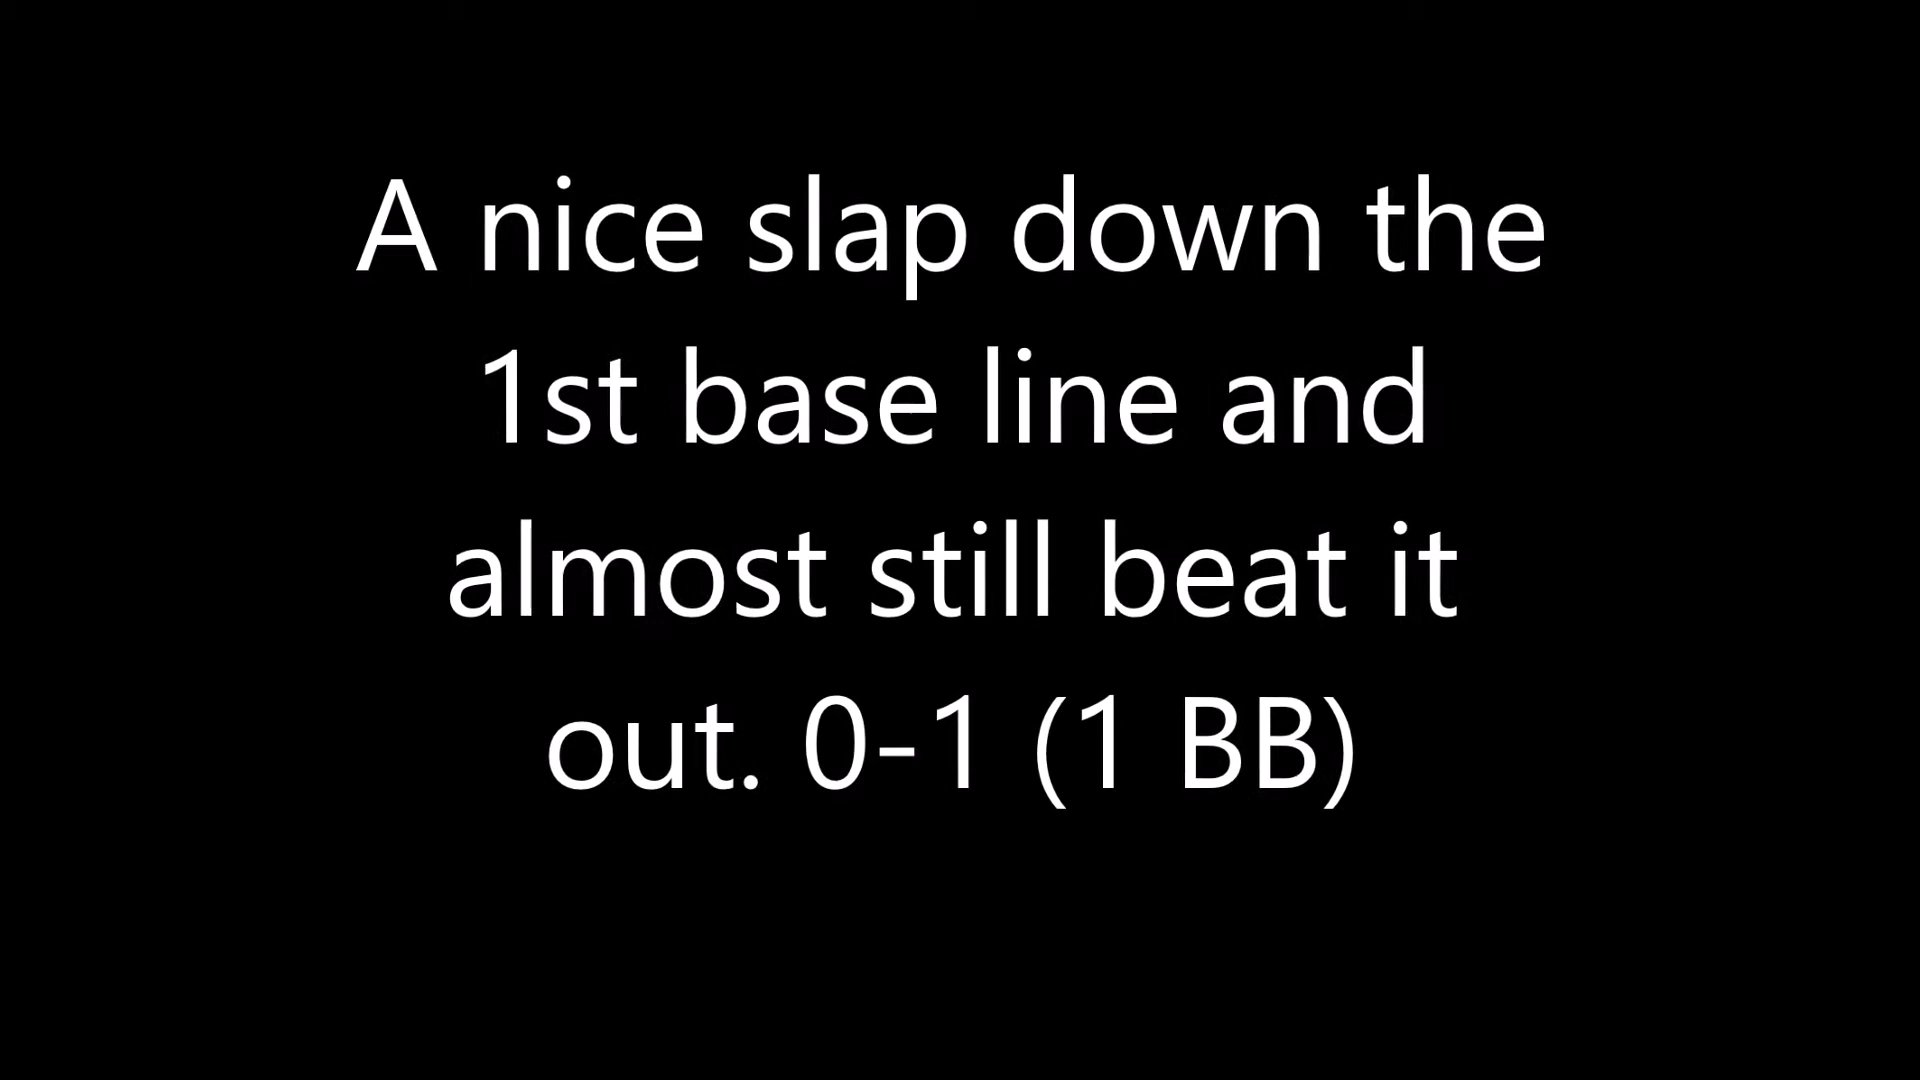 A nice slap down the
1st base line and
almost still beat it
out. 0-1 (1 BB)